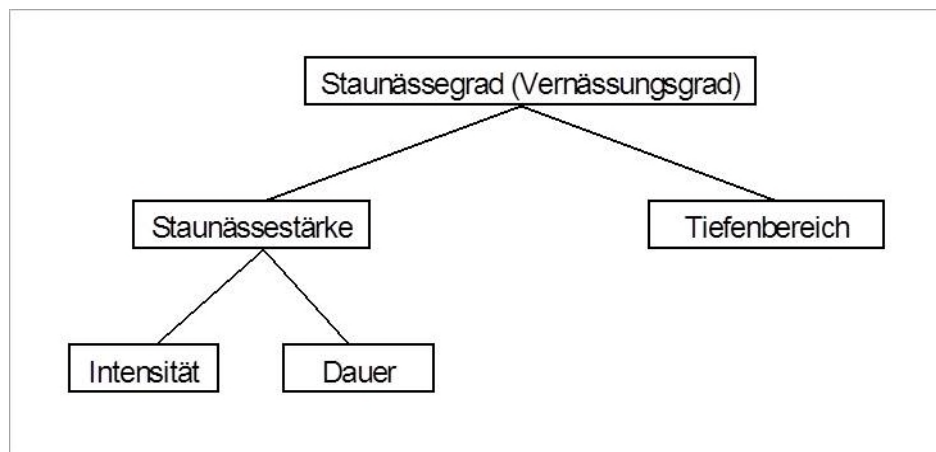 Staunässegrad (Vernässungsgrad)
Staunässestärke
Tiefenbereich
Intensität
Dauer